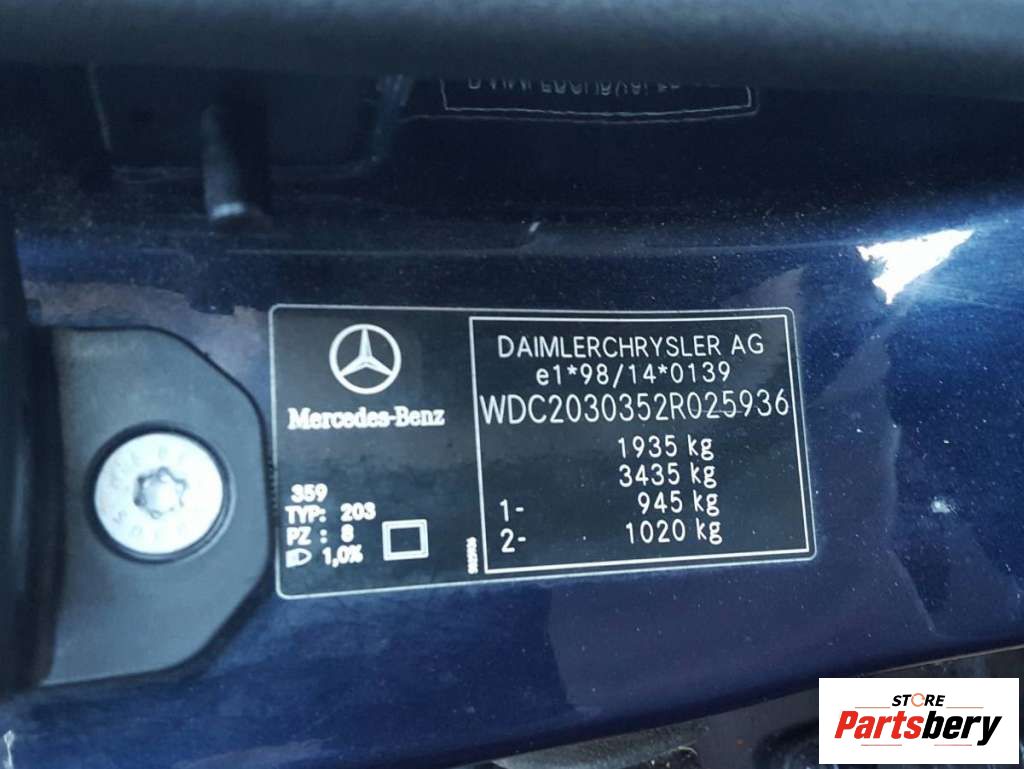 Mercedes-Benz
359
TYP: 203
PZ : 8
1,0%
DAIMLERCHRYSLER AG
e1*98/14*0139
WDC2030352R025936
1935 kg
3435 kg
1- 945 kg
2- 1020 kg
STORE
Partsbery